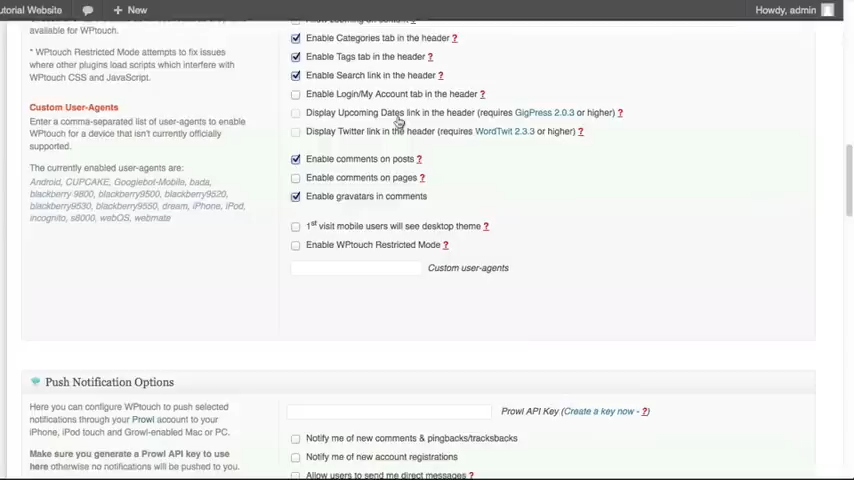 utorial Website
New
Howdy, admin
available for WPtouch.
* WPtouch Restricted Mode attempts to fix issues
where other plugins load scripts which interfere with
WPtouch CSS and JavaScript.
Custom User-Agents
Enter a comma-separated list of user-agents to enable
WPtouch for a device that isn't currently officially
supported.
The currently enabled user-agents are:
Android, CUPCAKE, Googlebot-Mobile, bada,
blackberry 9800, blackberry9500, blackberry9520,
blackberry9530, blackberry9550, dream, iPhone, iPod,
incognito, s8000, webOS, webmate
Enable Categories tab in the header ?
Enable Tags tab in the header ?
Enable Search link in the header ?
Enable Login/My Account tab in the header ?
Display Upcoming Dates link in the header (requires GigPress 2.0.3 or higher) ?
Display Twitter link in the header (requires WordTwit 2.3.3 or higher) ?
Enable comments on posts ?
Enable comments on pages ?
Enable gravatars in comments
1st visit mobile users will see desktop theme ?
Enable WPtouch Restricted Mode ?
Custom user-agents
Push Notification Options
Here you can configure WPtouch to push selected
notifications through your Prowl account to your
iPhone, iPod touch and Growl-enabled Mac or PC.
Make sure you generate a Prowl API key to use
here otherwise no notifications will be pushed to you.
Prowl API Key (Create a key now - ?)
Notify me of new comments & pingbacks/tracksbacks
Notify me of new account registrations
Allow users to send me direct messages ?